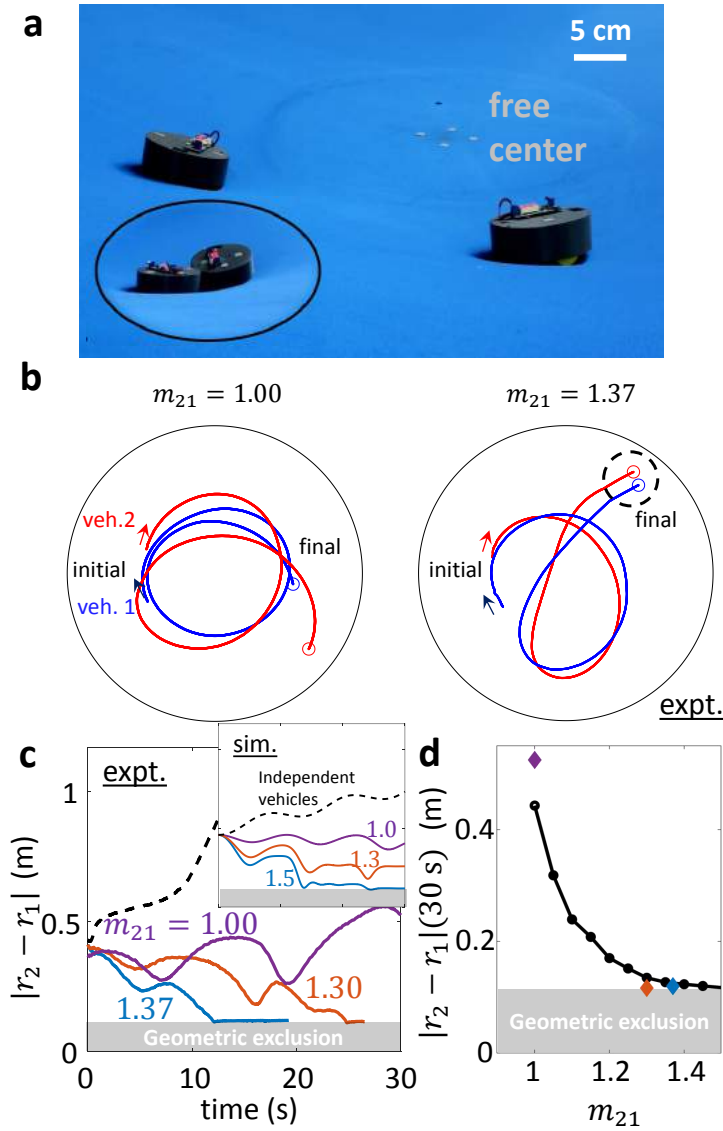 a
5 cm
free
center
b
m₂₁ = 1.00
m₂₁ = 1.37
veh.2
initial
final
veh. 1
initial
final
expt.
c
expt.
sim.
Independent
vehicles
1.0
1.3
1.5
m₂₁ = 1.00
1.30
1.37
Geometric exclusion
|r₂ − r₁| (m)
1
0.5
0
0
10
20
30
time (s)
d
|r₂ − r₁|(30 s) (m)
0.4
0.2
0
Geometric exclusion
1
1.2
1.4
m₂₁